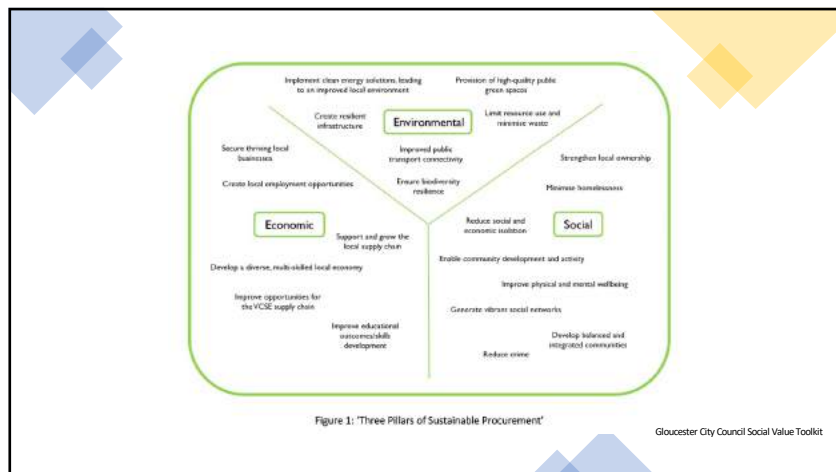 Implement clean energy solutions, leading
to an improved local environment
Provision of high-quality public
green spaces
Create resilient
infrastructure
Environmental
Limit resource use and
minimise waste
Improved public
transport connectivity
Ensure biodiversity
resilience
Secure thriving local
businesses
Create local employment opportunities
Economic
Support and grow the
local supply chain
Develop a diverse, multi-skilled local economy
Improve opportunities for
the VCSE supply chain
Improve educational
outcomes/skills
development
Strengthen local ownership
Minimise homelessness
Reduce social and
economic isolation
Social
Enable community development and activity
Improve physical and mental wellbeing
Generate vibrant social networks
Develop balanced and
integrated communities
Reduce crime
Figure 1: 'Three Pillars of Sustainable Procurement'
Gloucester City Council Social Value Toolkit